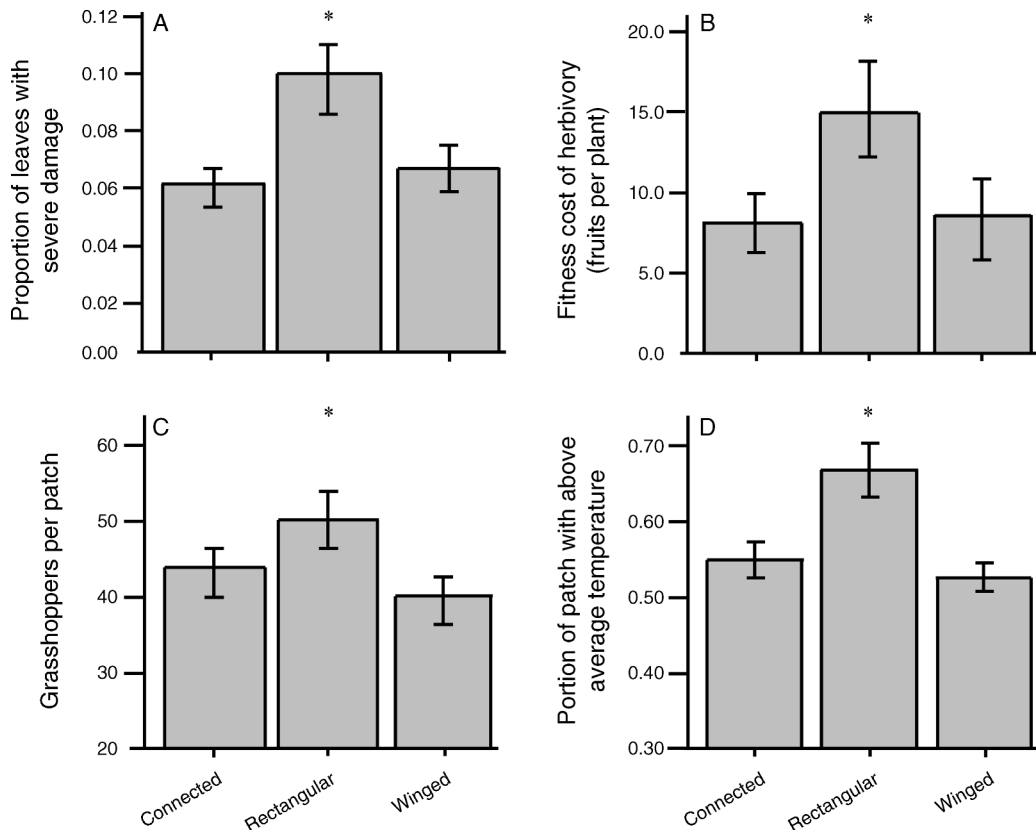 A
*
Proportion of leaves with
severe damage
0.12
0.10
0.08
0.06
0.04
0.02
0.00
B
*
Fitness cost of herbivory
(fruits per plant)
20.0
15.0
10.0
5.0
0.0
C
*
Grasshoppers per patch
60
50
40
30
20
Connected
Rectangular
Winged
D
*
Portion of patch with above
average temperature
0.70
0.60
0.50
0.40
0.30
Connected
Rectangular
Winged